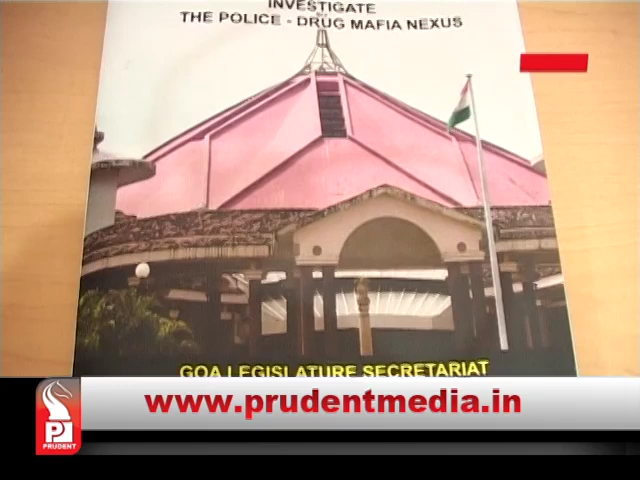 INVESTIGATE
THE POLICE - DRUG MAFIA NEXUS
GOA LEGISLATURE SECRETARIAT
www.prudentmedia.in
P
PRUDENT